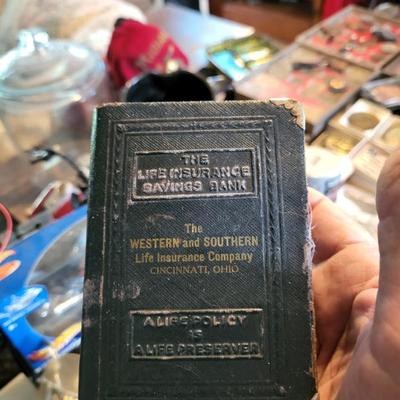 THE
LIFE INSURANCE
SAVINGS BANK
The
WESTERN and SOUTHERN
Life Insurance Company
CINCINNATI, OHIO
A LIFE POLICY
IS
A LIFE PRESERVER